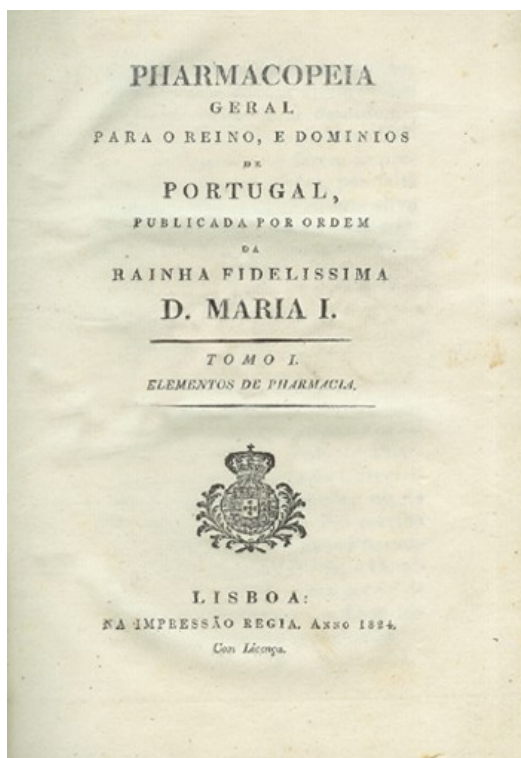 PHARMACOPEIA
GERAL
PARA O REINO, E DOMINIOS
DE
PORTUGAL,
PUBLICADA POR ORDEM
DA
RAINHA FIDELISSIMA
D. MARIA I.
TOMO I.
ELEMENTOS DE PHARMACIA.
LISBOA:
NA IMPRESSÃO REGIA. ANNO 1824.
Com Licença.